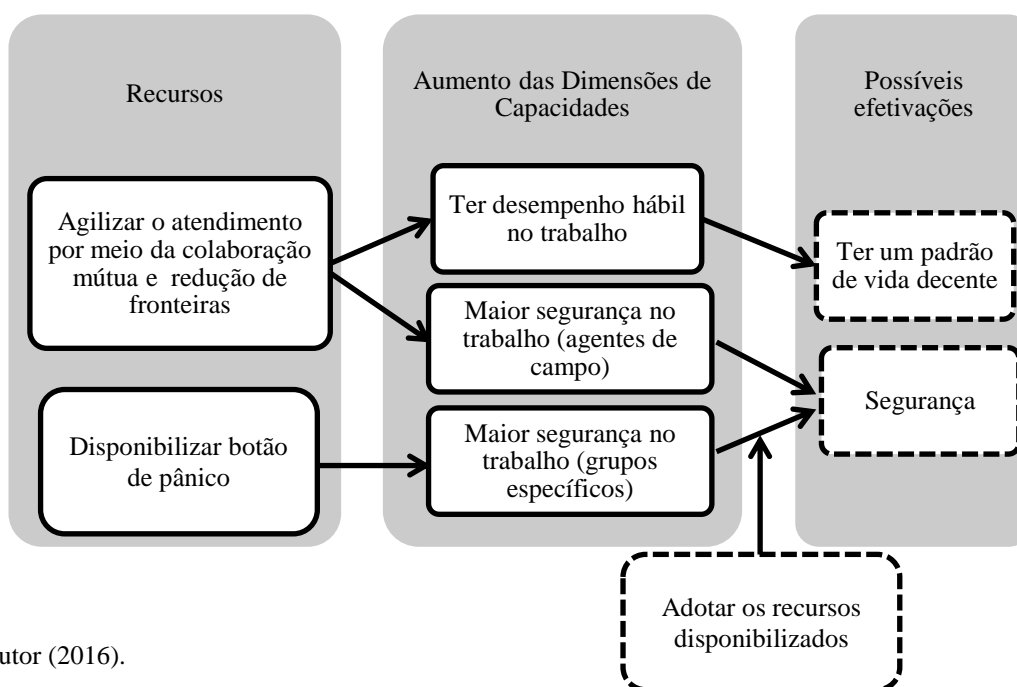 Recursos
Agilizar o atendimento
por meio da colaboração
mútua e redução de
fronteiras
Disponibilizar botão
de pânico
Aumento das Dimensões de
Capacidades
Ter desempenho hábil
no trabalho
Maior segurança no
trabalho (agentes de
campo)
Maior segurança no
trabalho (grupos
específicos)
Possíveis
efetivações
Ter um padrão
de vida decente
Segurança
Adotar os recursos
disponibilizados
utor (2016).